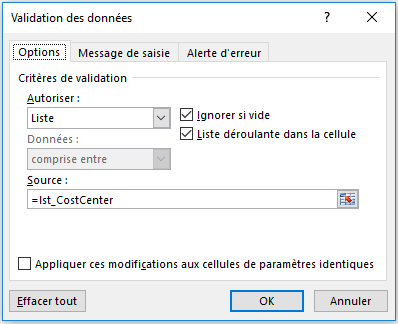 Validation des données
?
Options
Message de saisie
Alerte d'erreur
Critères de validation
Autoriser :
Liste
Ignorer si vide
Liste déroulante dans la cellule
Données :
comprise entre
Source :
=lst_CostCenter
Appliquer ces modifications aux cellules de paramètres identiques
Effacer tout
OK
Annuler